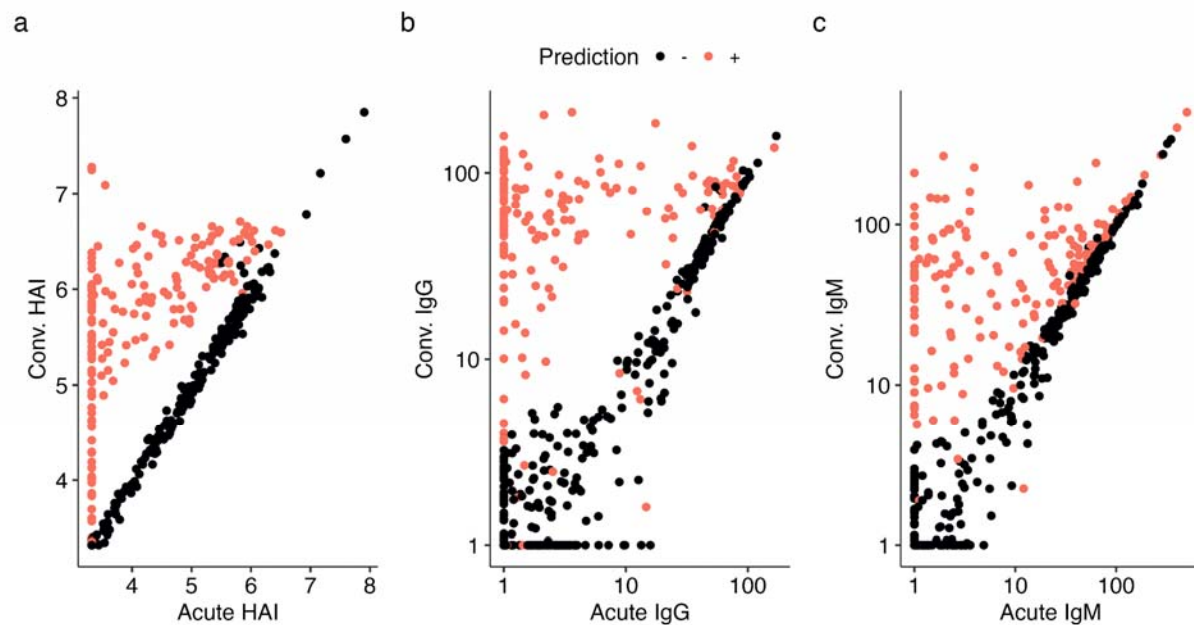 a
b
c
Prediction - +
Conv. HAI
8
7
6
5
4
4 5 6 7 8
Acute HAI
Conv. IgG
100
10
1
1 10 100
Acute IgG
Conv. IgM
100
10
1
1 10 100
Acute IgM